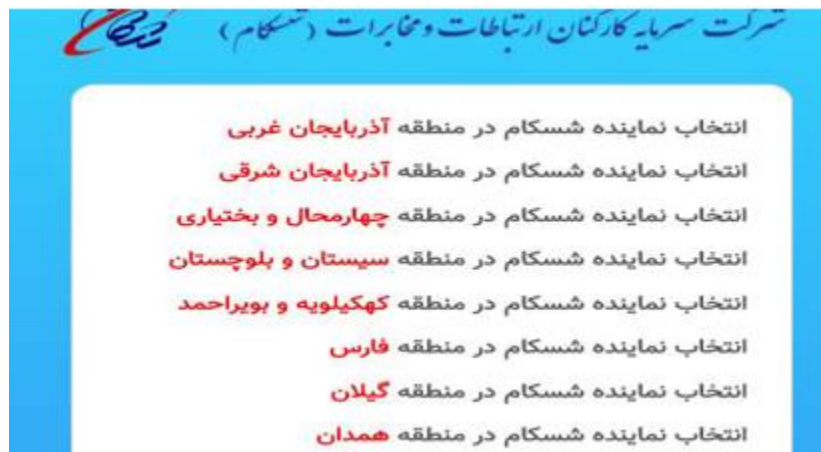 شرکت سرمایه کارکنان ارتباطات و مخابرات (شسکام)
انتخاب نماینده شسکام در منطقه آذربایجان غربی
انتخاب نماینده شسکام در منطقه آذربایجان شرقی
انتخاب نماینده شسکام در منطقه چهارمحال و بختیاری
انتخاب نماینده شسکام در منطقه سیستان و بلوچستان
انتخاب نماینده شسکام در منطقه کهکیلویه و بویراحمد
انتخاب نماینده شسکام در منطقه فارس
انتخاب نماینده شسکام در منطقه گیلان
انتخاب نماینده شسکام در منطقه همدان